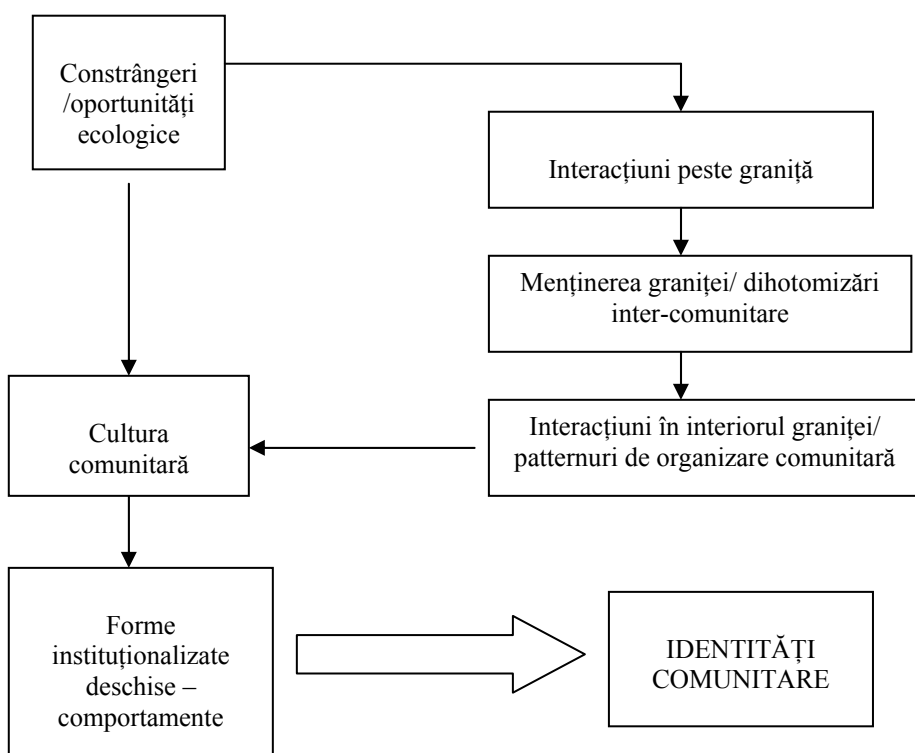 Constrângeri
/oportunități
ecologice
Interacțiuni peste graniță
Menținerea graniței/ dihotomizări
inter-comunitare
Interacțiuni în interiorul graniței/
patternuri de organizare comunitară
Cultura
comunitară
Forme
instituționalizate
deschise –
comportamente
IDENTITĂȚI
COMUNITARE